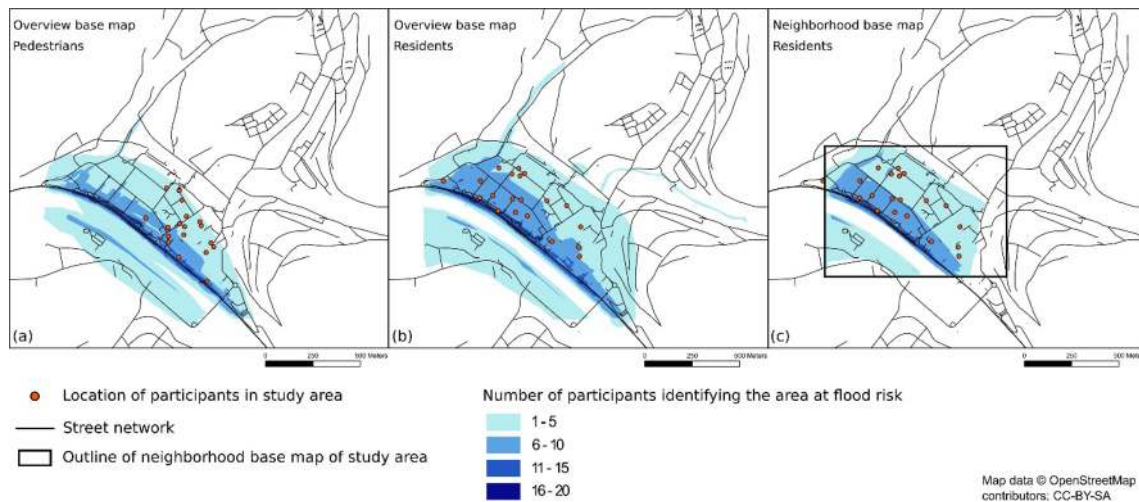 Overview base map
Pedestrians
Overview base map
Residents
Neighborhood base map
Residents
(a)
(b)
(c)
0 250 500 Meters
0 250 500 Meters
0 250 500 Meters
Location of participants in study area
Street network
Outline of neighborhood base map of study area
Number of participants identifying the area at flood risk
1 - 5
6 - 10
11 - 15
16 - 20
Map data © OpenStreetMap
contributors; CC-BY-SA